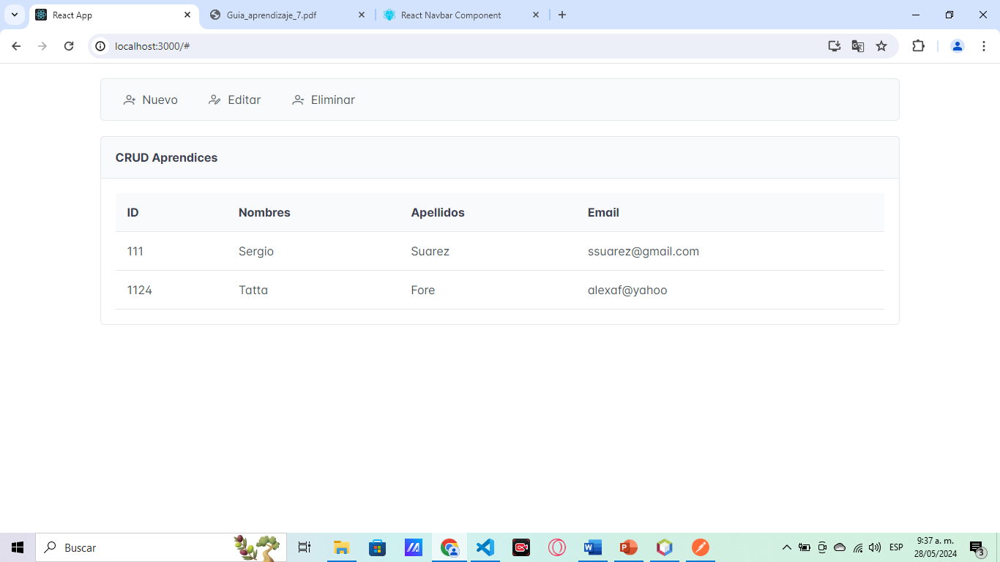 React App
Guia_aprendizaje_7.pdf
React Navbar Component
localhost:3000/#
Nuevo Editar Eliminar
CRUD Aprendices
ID Nombres Apellidos Email
111 Sergio Suarez ssuarez@gmail.com
1124 Tatta Fore alexaf@yahoo
Buscar
ESP
9:37 a. m.
28/05/2024
3